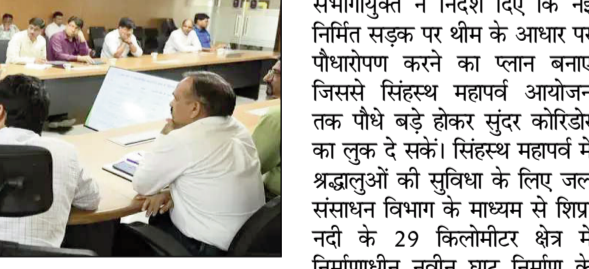 संभागायुक्त ने निर्देश दिए कि नई
निर्मित सड़क पर थीम के आधार पर
पौधारोपण करने का प्लान बनाए
जिससे सिंहस्थ महापर्व आयोजन
तक पौधे बड़े होकर सुंदर कोरिडोर
का लुक दे सकें। सिंहस्थ महापर्व में
श्रद्धालुओं की सुविधा के लिए जल
संसाधन विभाग के माध्यम से शिप्रा
नदी के 29 किलोमीटर क्षेत्र में
निर्माणाधीन नवीन घाट निर्माण के